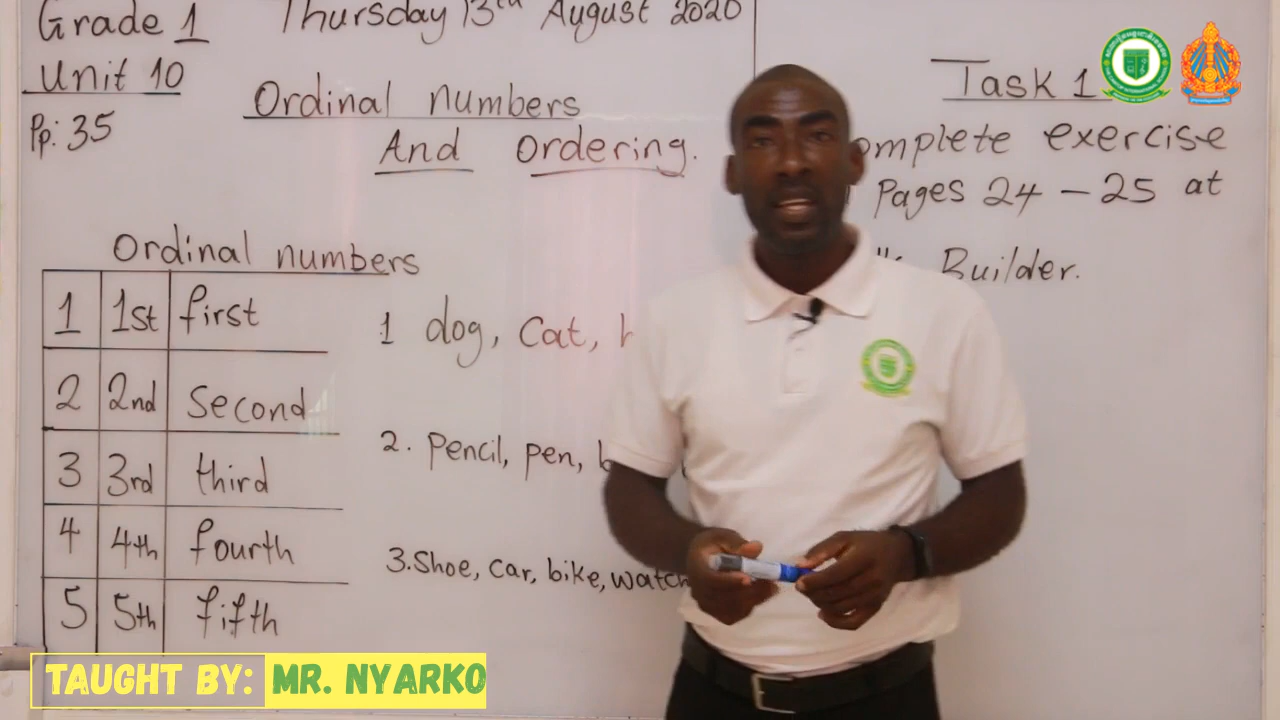 Grade 1
Thursday 13th August 2020
Unit 10
Pp: 35
Ordinal numbers
And Ordering.
Task 1
omplete exercise
Pages 24 – 25 at
Builder.
Ordinal numbers
1 1st first
2 2nd second
3 3rd third
4 4th fourth
5 5th fifth
1 dog, Cat,
2. Pencil, pen,
3. Shoe, car, bike, watch
TAUGHT BY: MR. NYARKO